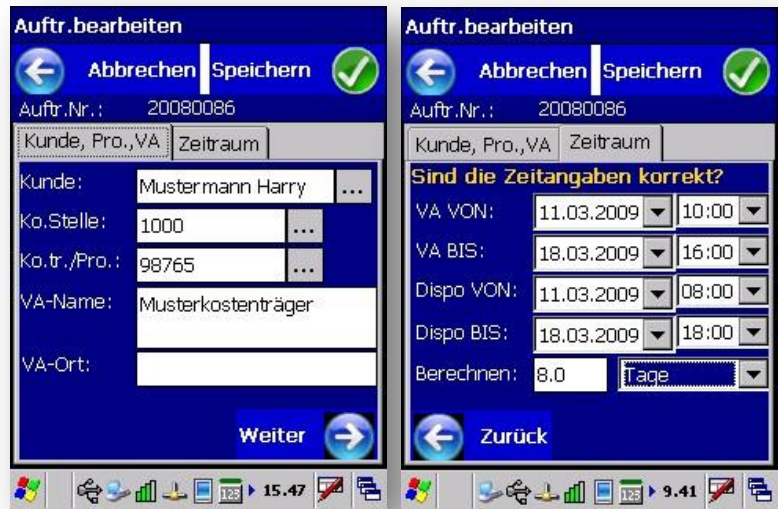 Auftr.bearbeiten
Abbrechen Speichern
Auftr.Nr.: 20080086
Kunde, Pro.,VA Zeitraum
Kunde: Mustermann Harry ...
Ko.Stelle: 1000 ...
Ko.tr./Pro.: 98765 ...
VA-Name: Musterkostenträger
VA-Ort:
Weiter
123 15.47
Auftr.bearbeiten
Abbrechen Speichern
Auftr.Nr.: 20080086
Kunde, Pro.,VA Zeitraum
Sind die Zeitangaben korrekt?
VA VON: 11.03.2009 10:00
VA BIS: 18.03.2009 16:00
Dispo VON: 11.03.2009 08:00
Dispo BIS: 18.03.2009 18:00
Berechnen: 8.0 Tage
Zurück
123 9.41